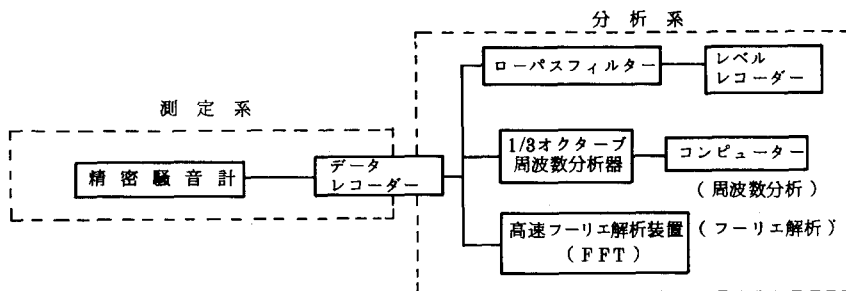 分析系
ローパスフィルター
レベル
レコーダー
測定系
精密騒音計
データ
レコーダー
1/3オクターブ
周波数分析器
コンピューター
(周波数分析)
高速フーリエ解析装置
(FFT)
(フーリエ解析)